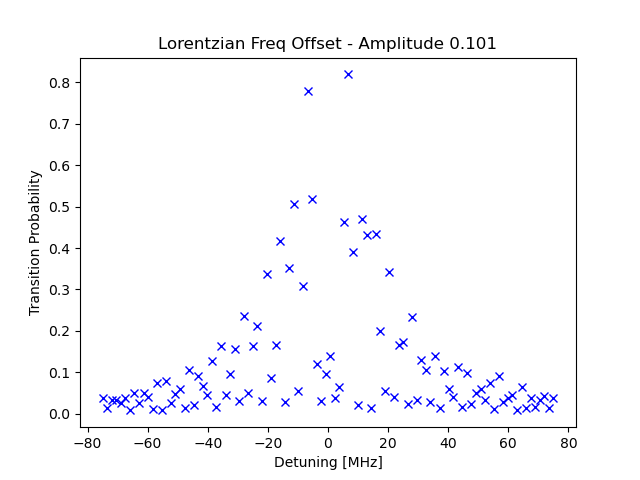 Lorentzian Freq Offset - Amplitude 0.101
Transition Probability
0.8
0.7
0.6
0.5
0.4
0.3
0.2
0.1
0.0
−80 −60 −40 −20 0 20 40 60 80
Detuning [MHz]